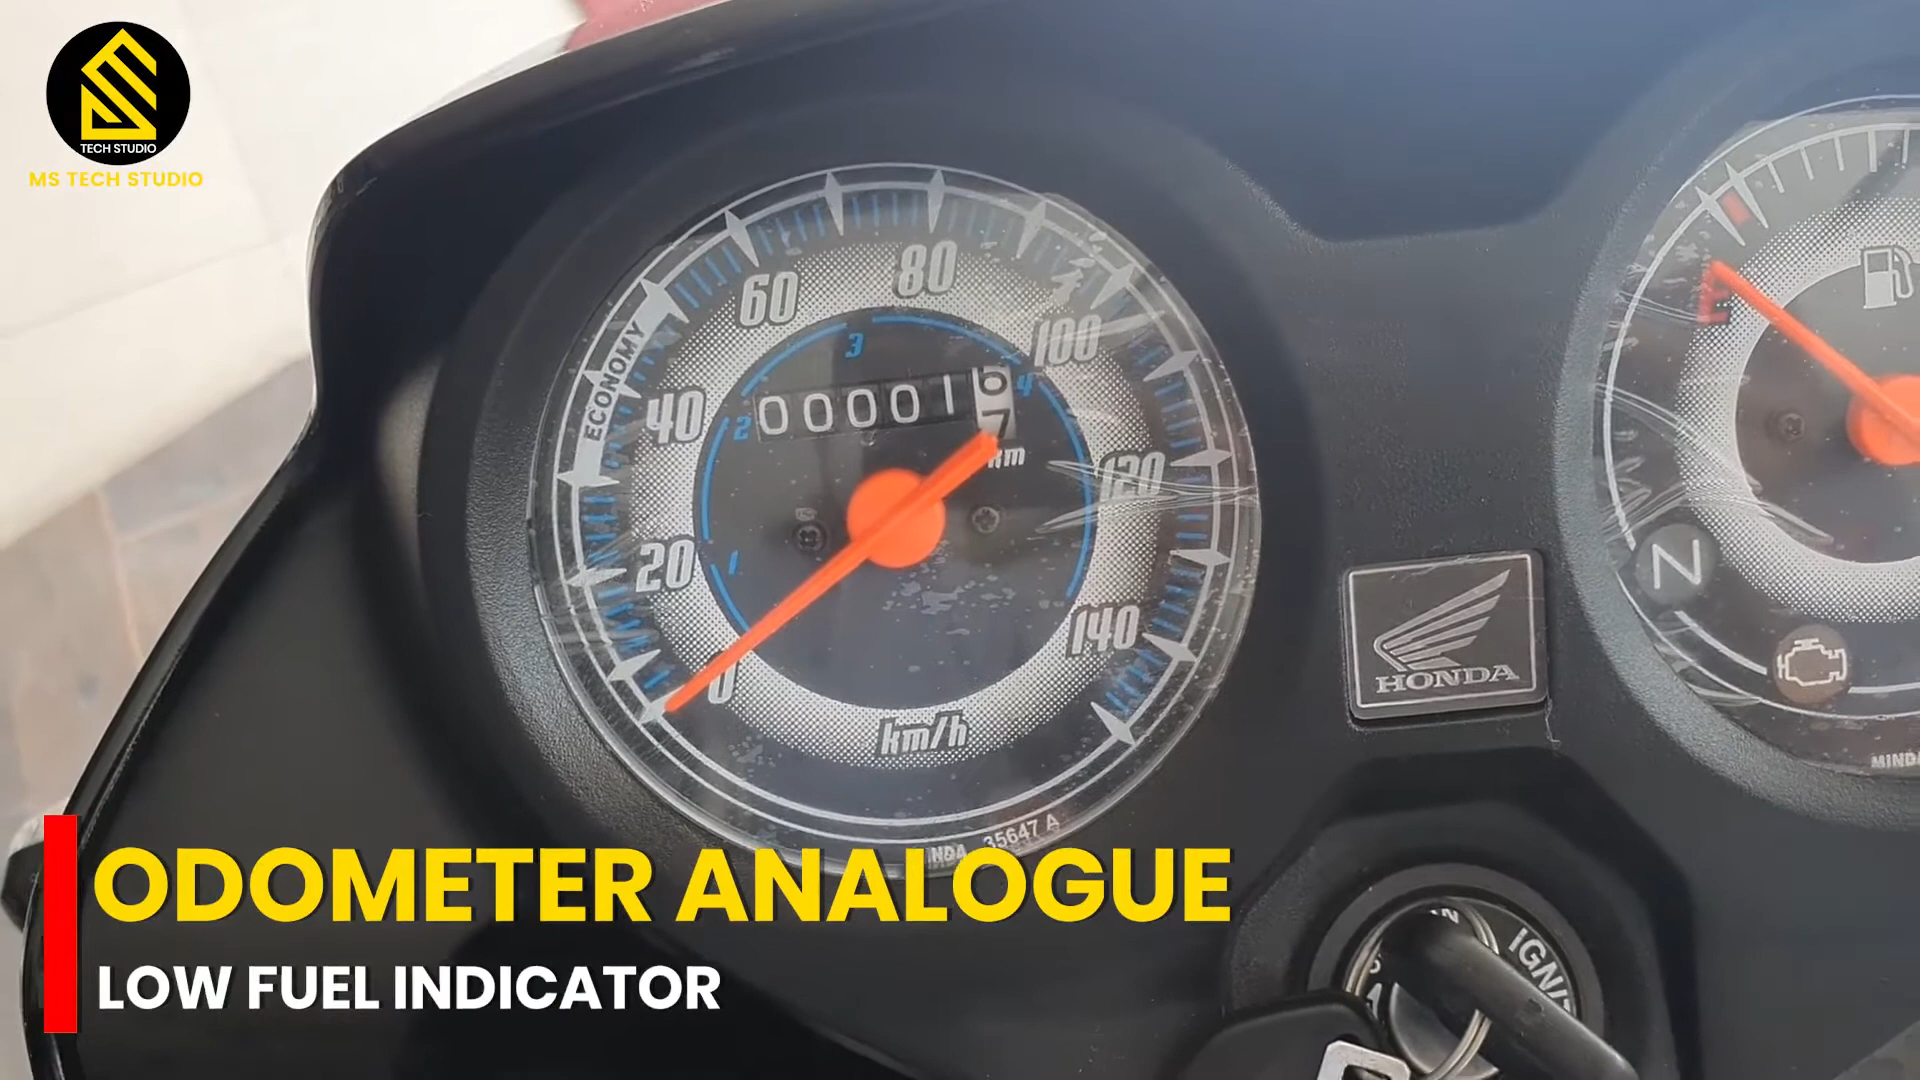 TECH STUDIO
MS TECH STUDIO
ECONOMY
0
20
40
60
80
100
120
140
1
2
3
4
00001
km
km/h
35647 A
HONDA
N
IGNI
ODOMETER ANALOGUE
LOW FUEL INDICATOR